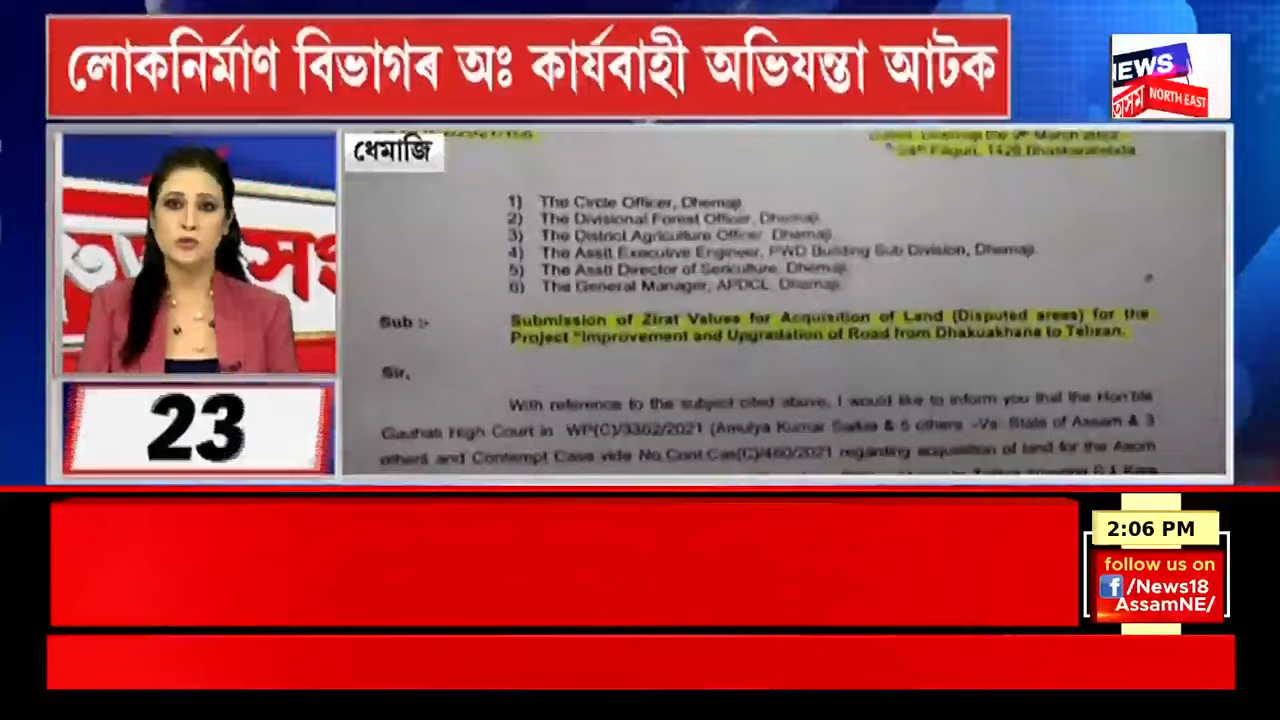 লোকনিৰ্মাণ বিভাগৰ অঃ কাৰ্যবাহী অভিযন্তা আটক
NEWS
অসম NORTH EAST
ধেমাজি
1) The Circle Officer, Dhemaji.
2) The Divisional Forest Officer, Dhemaji.
3) The District Agriculture Officer, Dhemaji.
4) The Asstt Executive Engineer, PWD Building Sub Division, Dhemaji.
5) The Asstt Director of Sericulture, Dhemaji.
6) The General Manager, APDCL, Dhemaji.
Sub :- Submission of Zirat Values for Acquisition of Land (Disputed areas) for the
Project "Improvement and Upgradation of Road from Dhakuakhana to Telizan.
Sir,
With reference to the subject cited above, I would like to inform you that the Hon'ble
Gauhati High Court in WP(C)/3362/2021 (Amulya Kumar Saikia & 5 others -Vs- State of Assam & 3
others and Contempt Case vide No.Cont.Cas(C)/460/2021 regarding acquisition of land for the
23
2:06 PM
follow us on
f /News18
AssamNE/